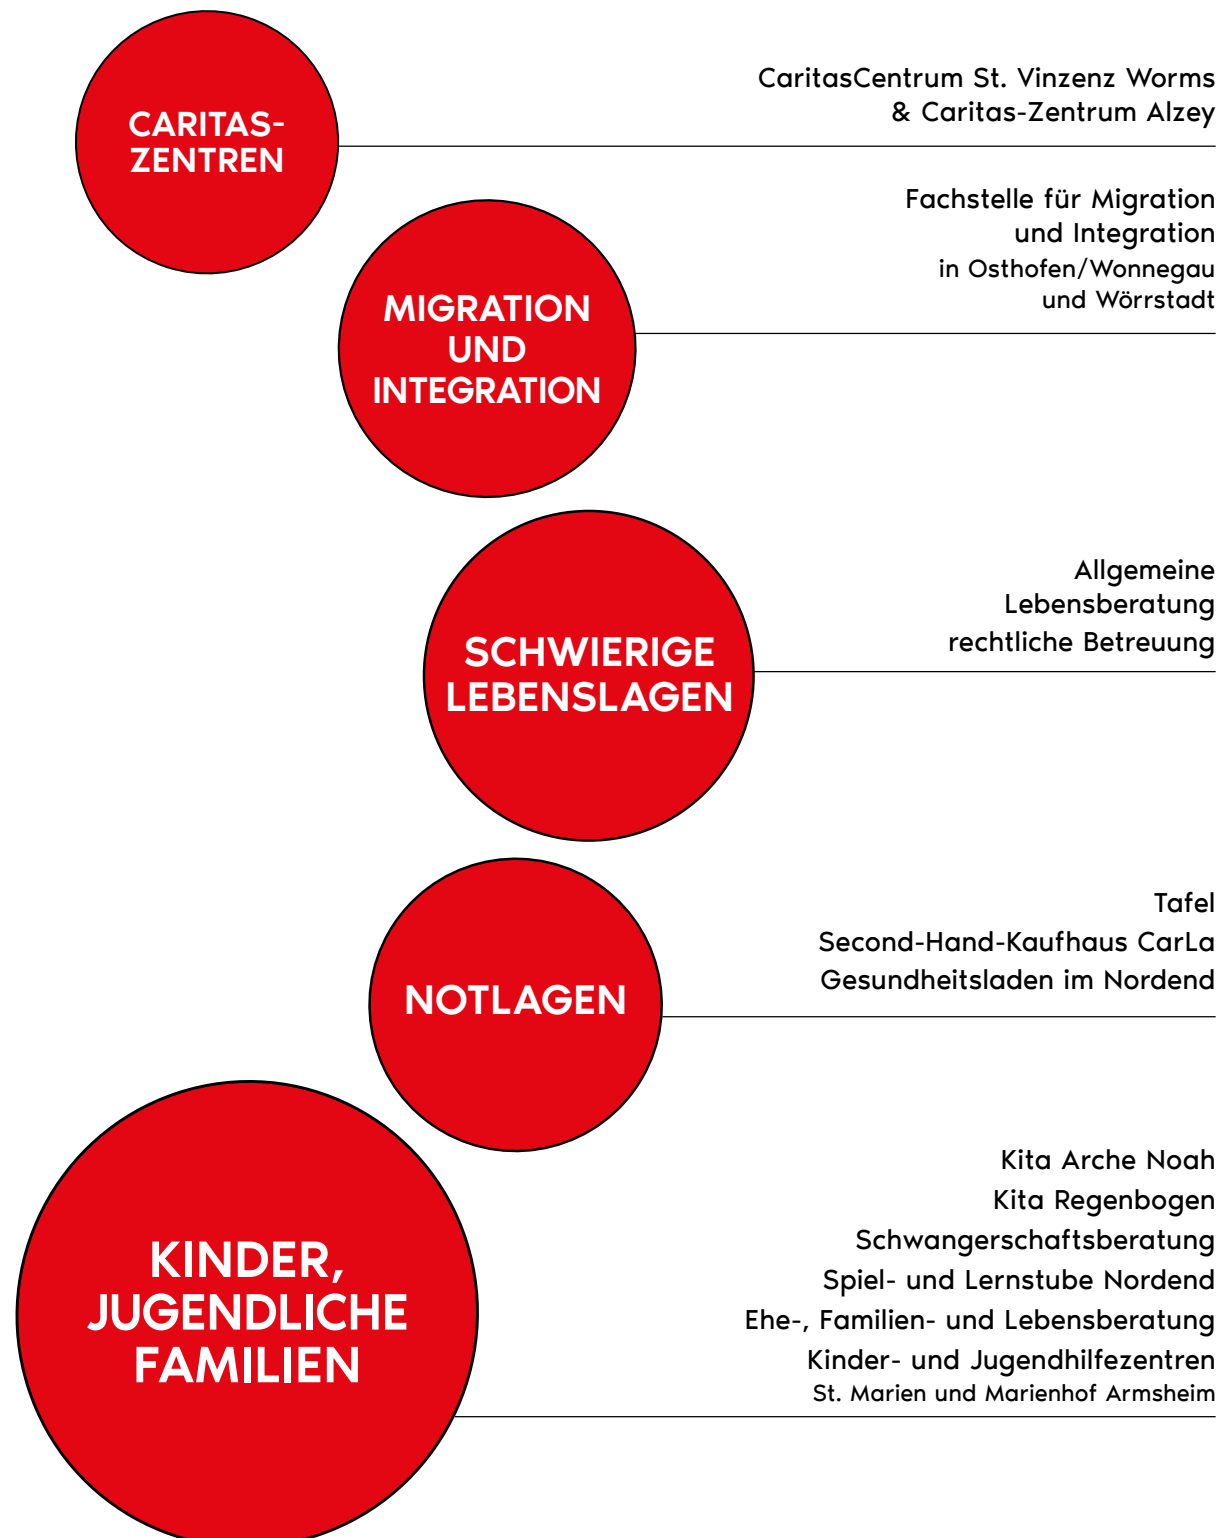 CARITAS-
ZENTREN
CaritasCentrum St. Vinzenz Worms
& Caritas-Zentrum Alzey
MIGRATION
UND
INTEGRATION
Fachstelle für Migration
und Integration
in Osthofen/Wonnegau
und Wörrstadt
SCHWIERIGE
LEBENSLAGEN
Allgemeine
Lebensberatung
rechtliche Betreuung
NOTLAGEN
Tafel
Second-Hand-Kaufhaus CarLa
Gesundheitsladen im Nordend
KINDER,
JUGENDLICHE
FAMILIEN
Kita Arche Noah
Kita Regenbogen
Schwangerschaftsberatung
Spiel- und Lernstube Nordend
Ehe-, Familien- und Lebensberatung
Kinder- und Jugendhilfezentren
St. Marien und Marienhof Armsheim